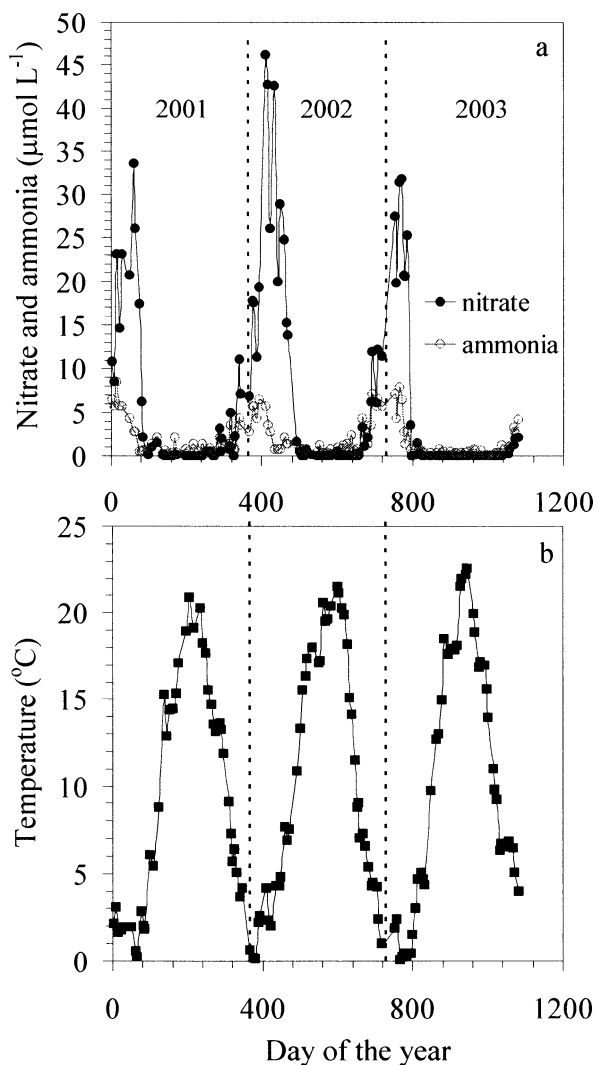 50
a
45
2001 2002 2003
40
35
30
25
20
nitrate
15
ammonia
10
5
0
Nitrate and ammonia (μmol L⁻¹)
0 400 800 1200
25
b
20
15
10
5
0
Temperature (°C)
0 400 800 1200
Day of the year